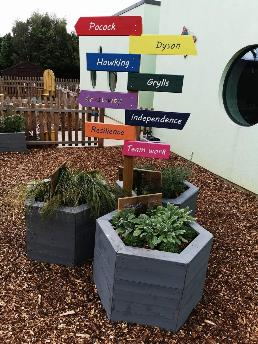 Pocock
Dyson
Hawking
Grylls
Independence
Resilience
Team work